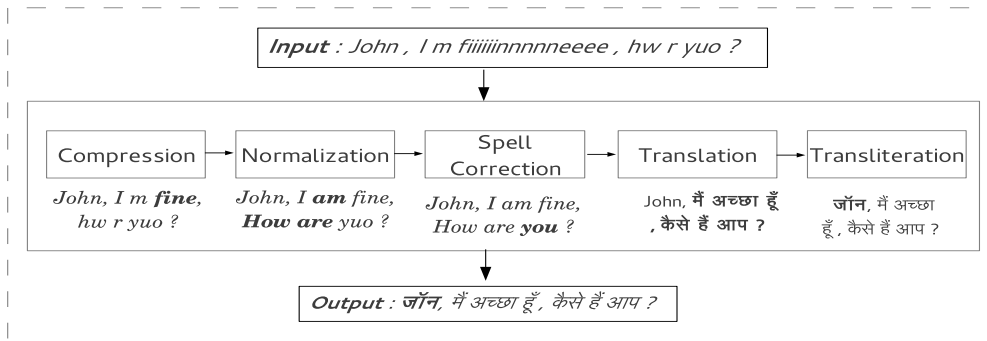 Input : John , I m fiiiiiinnnnneeee , hw r yuo ?
Compression
John, I m fine,
hw r yuo ?
Normalization
John, I am fine,
How are yuo ?
Spell
Correction
John, I am fine,
How are you ?
Translation
John, मैं अच्छा हूँ
, कैसे हैं आप ?
Transliteration
जॉन, मैं अच्छा
हूँ , कैसे हैं आप ?
Output : जॉन, मैं अच्छा हूँ , कैसे हैं आप ?